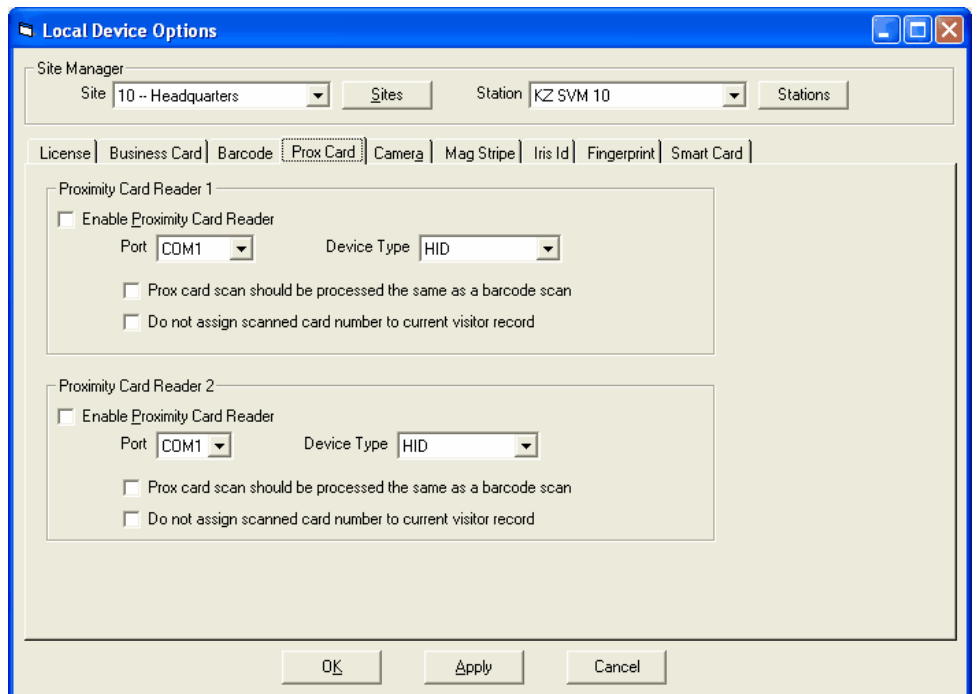 Local Device Options
Site Manager
Site 10 -- Headquarters Sites Station KZ SVM 10 Stations
License Business Card Barcode Prox Card Camera Mag Stripe Iris Id Fingerprint Smart Card
Proximity Card Reader 1
Enable Proximity Card Reader
Port COM1 Device Type HID
Prox card scan should be processed the same as a barcode scan
Do not assign scanned card number to current visitor record
Proximity Card Reader 2
Enable Proximity Card Reader
Port COM1 Device Type HID
Prox card scan should be processed the same as a barcode scan
Do not assign scanned card number to current visitor record
OK Apply Cancel